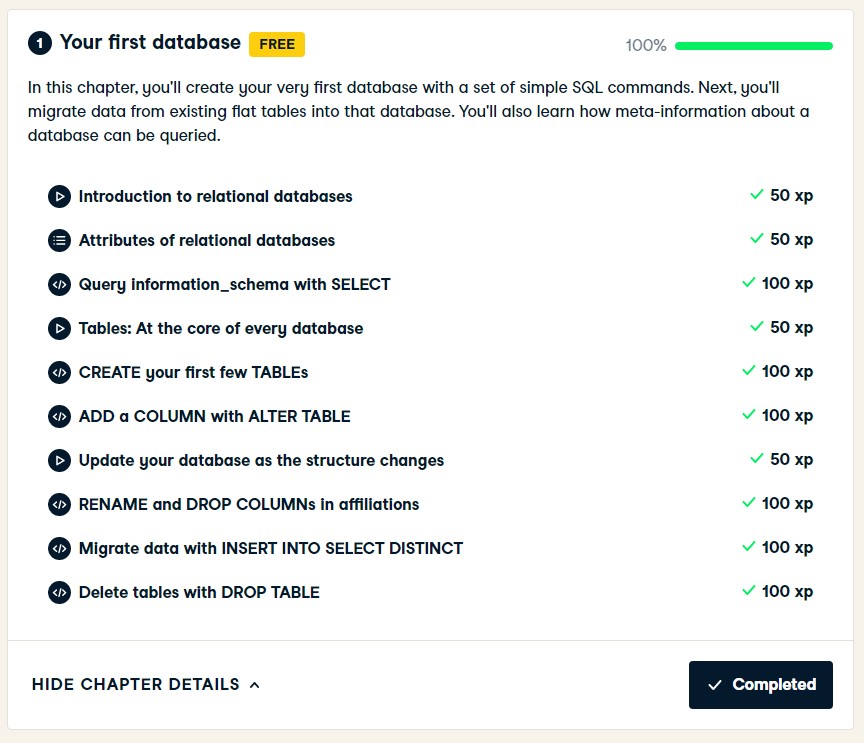 1 Your first database FREE 100%
In this chapter, you'll create your very first database with a set of simple SQL commands. Next, you'll
migrate data from existing flat tables into that database. You'll also learn how meta-information about a
database can be queried.
Introduction to relational databases 50 xp
Attributes of relational databases 50 xp
Query information_schema with SELECT 100 xp
Tables: At the core of every database 50 xp
CREATE your first few TABLEs 100 xp
ADD a COLUMN with ALTER TABLE 100 xp
Update your database as the structure changes 50 xp
RENAME and DROP COLUMNs in affiliations 100 xp
Migrate data with INSERT INTO SELECT DISTINCT 100 xp
Delete tables with DROP TABLE 100 xp
HIDE CHAPTER DETAILS Completed